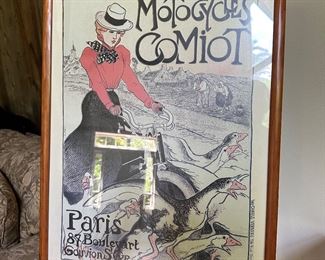 MOTOCYCLES
COMIOT
Paris
87 Boulevart
Gouvion St Cyr